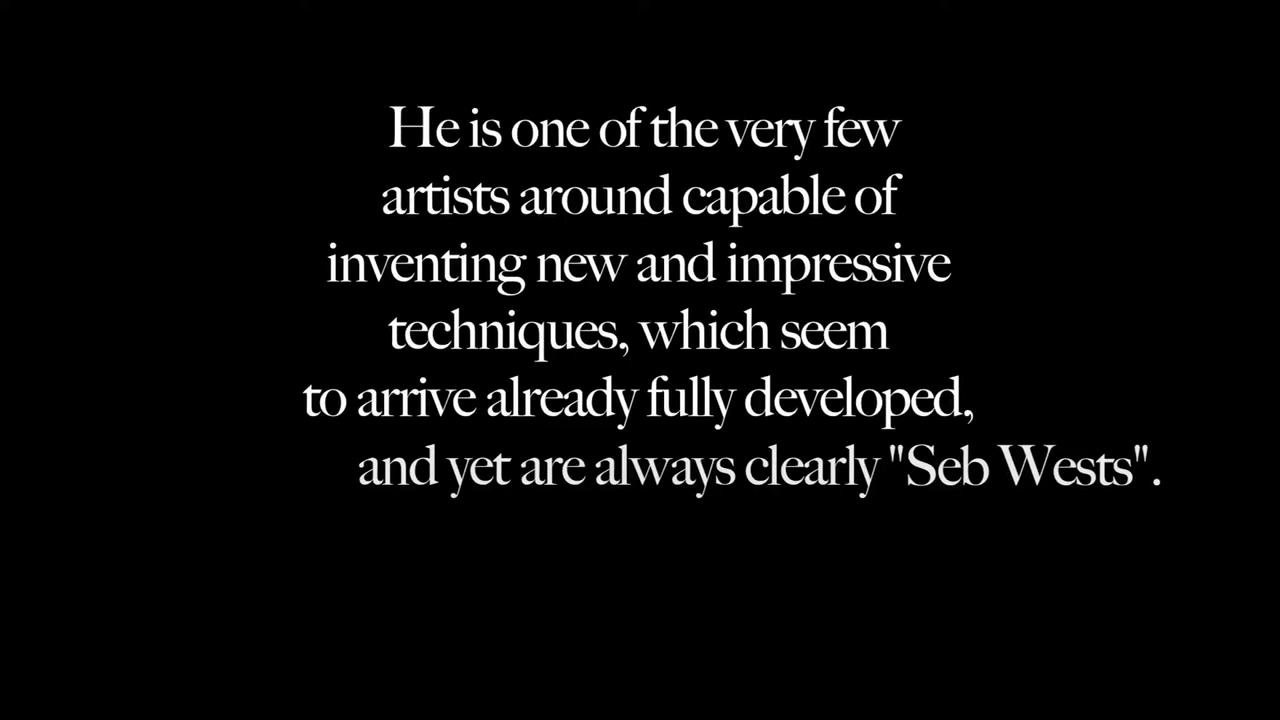 He is one of the very few
artists around capable of
inventing new and impressive
techniques, which seem
to arrive already fully developed,
and yet are always clearly "Seb Wests".